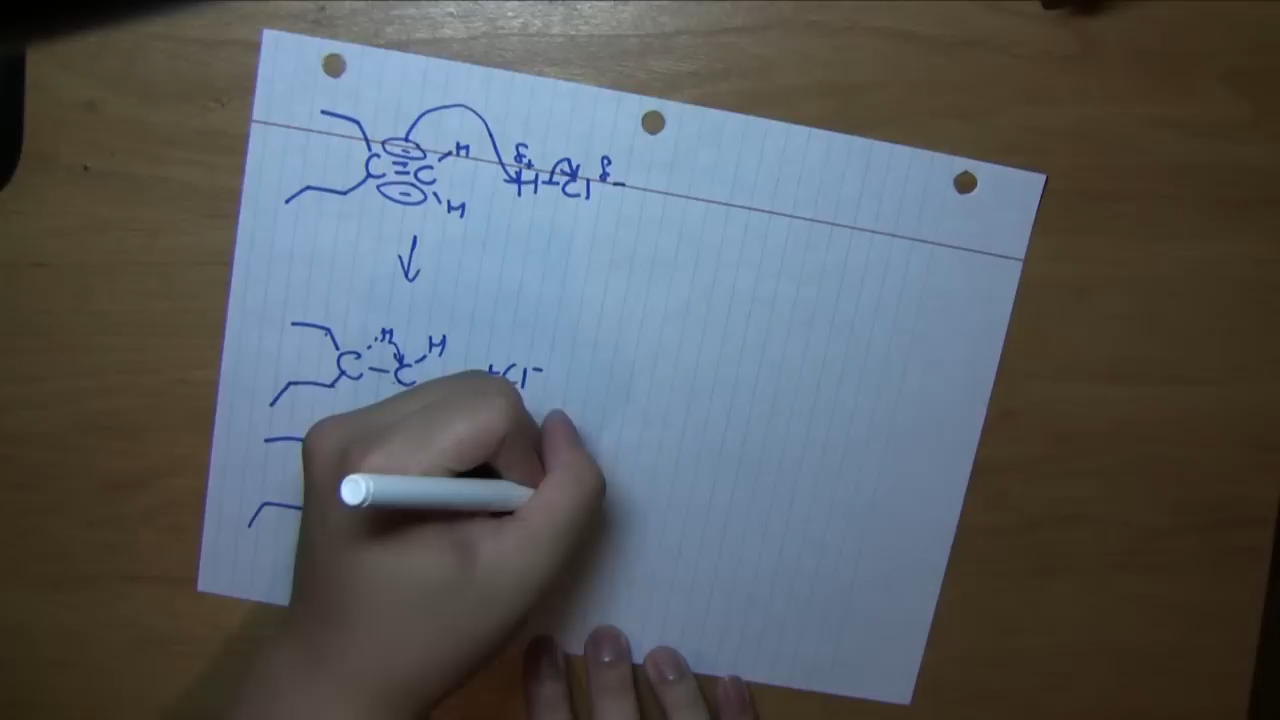 δ+ δ-
C=C H H H-Cl
H
C-C H +Cl-